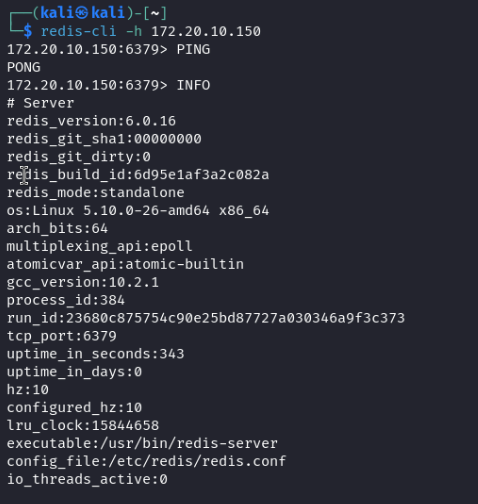 ┌──(kali㉿kali)-[~]
└─$ redis-cli -h 172.20.10.150
172.20.10.150:6379> PING
PONG
172.20.10.150:6379> INFO
# Server
redis_version:6.0.16
redis_git_sha1:00000000
redis_git_dirty:0
redis_build_id:6d95e1af3a2c082a
redis_mode:standalone
os:Linux 5.10.0-26-amd64 x86_64
arch_bits:64
multiplexing_api:epoll
atomicvar_api:atomic-builtin
gcc_version:10.2.1
process_id:384
run_id:23680c875754c90e25bd87727a030346a9f3c373
tcp_port:6379
uptime_in_seconds:343
uptime_in_days:0
hz:10
configured_hz:10
lru_clock:15844658
executable:/usr/bin/redis-server
config_file:/etc/redis/redis.conf
io_threads_active:0